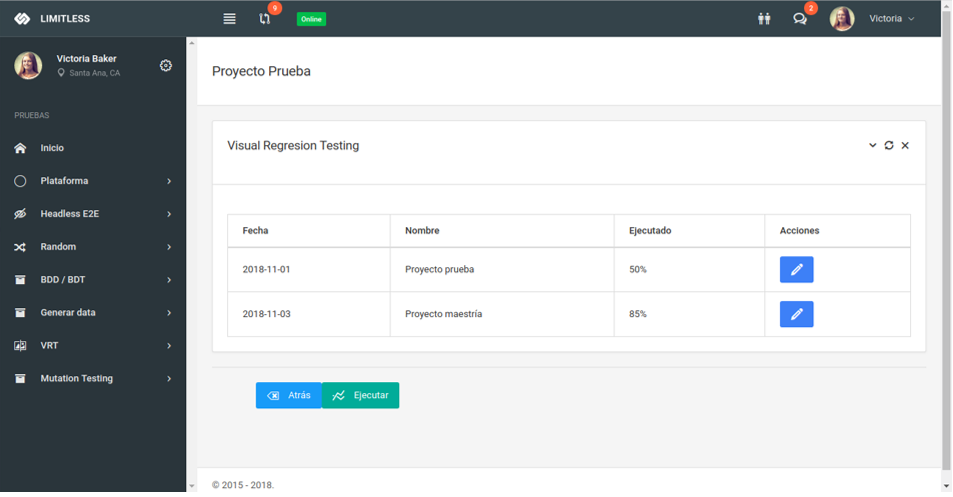 LIMITLESS
9
Online
2
Victoria
Victoria Baker
Santa Ana, CA
PRUEBAS
Inicio
Plataforma
Headless E2E
Random
BDD / BDT
Generar data
VRT
Mutation Testing
Proyecto Prueba
Visual Regresion Testing
Fecha Nombre Ejecutado Acciones
2018-11-01 Proyecto prueba 50%
2018-11-03 Proyecto maestría 85%
Atrás Ejecutar
© 2015 - 2018.